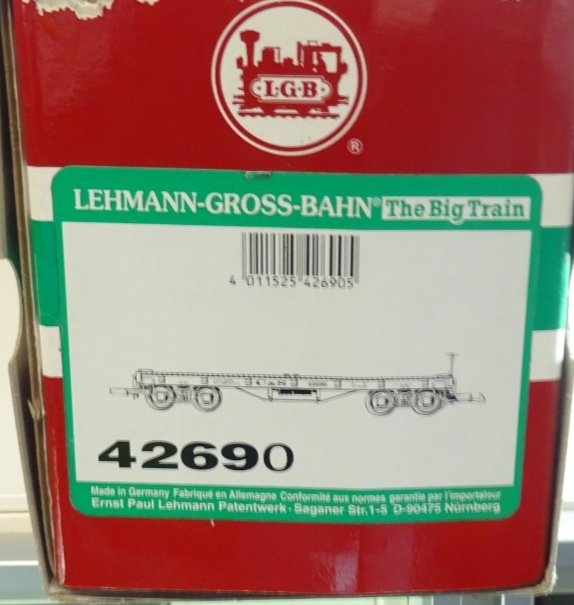 L·G·B·
®
LEHMANN-GROSS-BAHN® The Big Train
4 011525 426905
42690
Made in Germany Fabriqué en Allemagne Conformité aux normes garantie par l'importateur
Ernst Paul Lehmann Patentwerk · Saganer Str.1-5 D-90475 Nürnberg